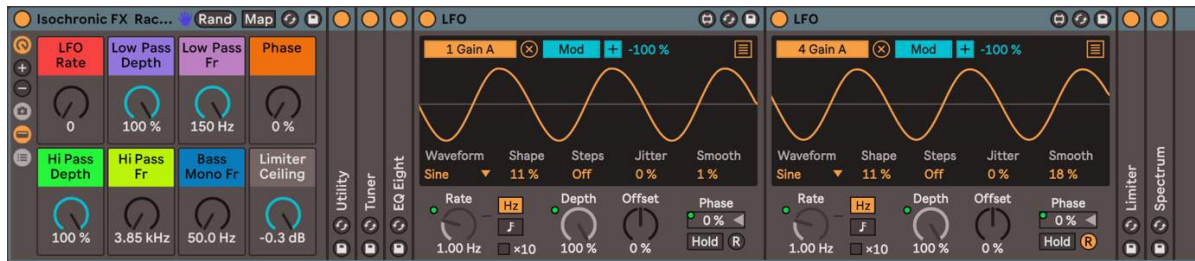 Isochronic FX Rac... Rand Map
LFO Rate
Low Pass Depth
Low Pass Fr
Phase
0
100 %
150 Hz
0 %
Hi Pass Depth
Hi Pass Fr
Bass Mono Fr
Limiter Ceiling
100 %
3.85 kHz
50.0 Hz
-0.3 dB
Utility
Tuner
EQ Eight
LFO
1 Gain A Mod + -100 %
Waveform Shape Steps Jitter Smooth
Sine 11 % Off 0 % 1 %
Rate Hz Depth Offset Phase
0 %
×10 Hold R
1.00 Hz 100 % 0 %
LFO
4 Gain A Mod + -100 %
Waveform Shape Steps Jitter Smooth
Sine 11 % Off 0 % 18 %
Rate Hz Depth Offset Phase
0 %
×10 Hold R
1.00 Hz 100 % 0 %
Limiter
Spectrum